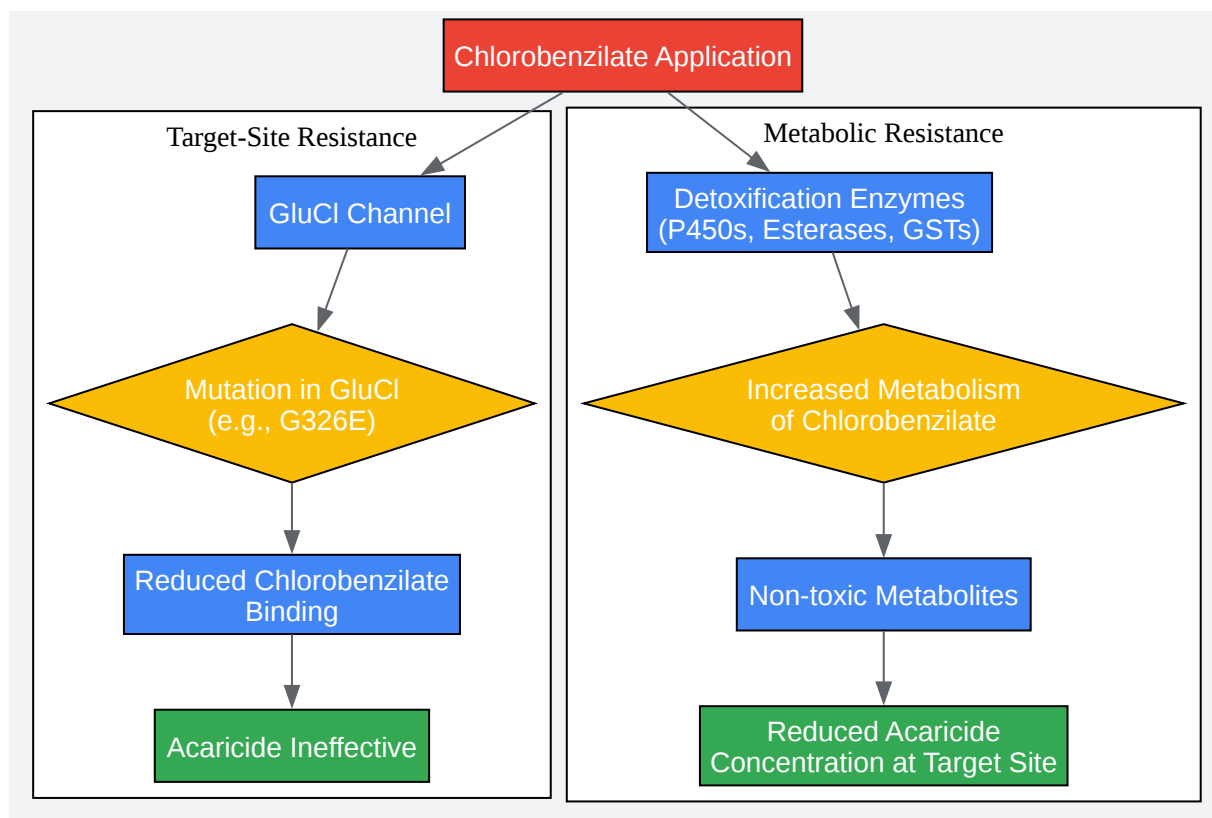 Chlorobenzilate Application
Target-Site Resistance
GluCl Channel
Mutation in GluCl
(e.g., G326E)
Reduced Chlorobenzilate
Binding
Acaricide Ineffective
Metabolic Resistance
Detoxification Enzymes
(P450s, Esterases, GSTs)
Increased Metabolism
of Chlorobenzilate
Non-toxic Metabolites
Reduced Acaricide
Concentration at Target Site